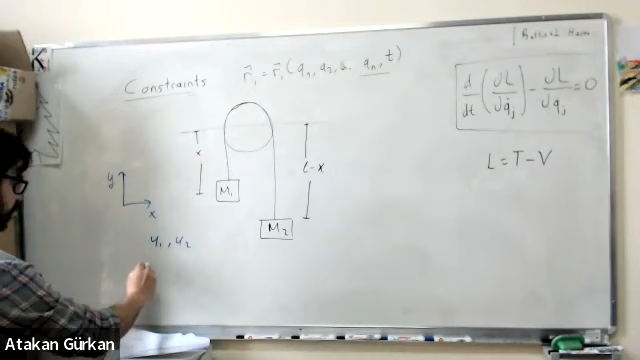 Constraints
r⃗ᵢ = r⃗ᵢ (q₁, q₂, ... qₙ, t)
d/dt (∂L/∂q̇ⱼ) - ∂L/∂qⱼ = 0
L = T - V
x
l - x
M₁
M₂
y
x
y₁, y₂
Atakan Gürkan